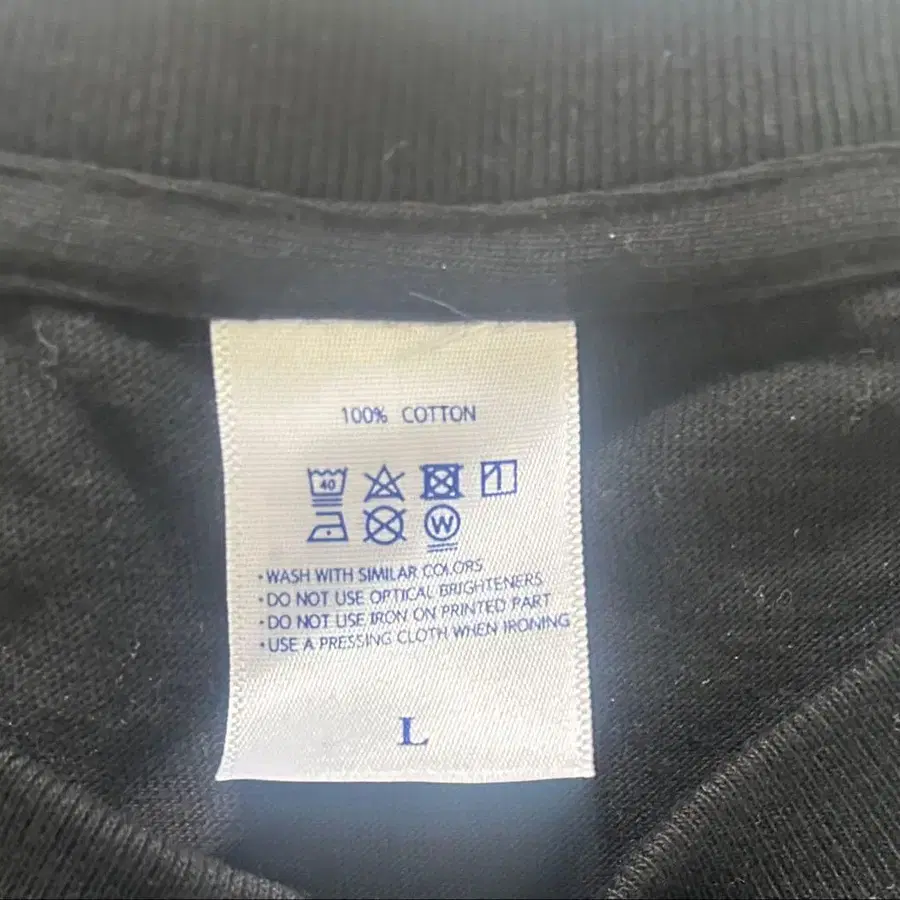 100% COTTON
40
W
•WASH WITH SIMILAR COLORS
•DO NOT USE OPTICAL BRIGHTENERS
•DO NOT USE IRON ON PRINTED PART
•USE A PRESSING CLOTH WHEN IRONING
L